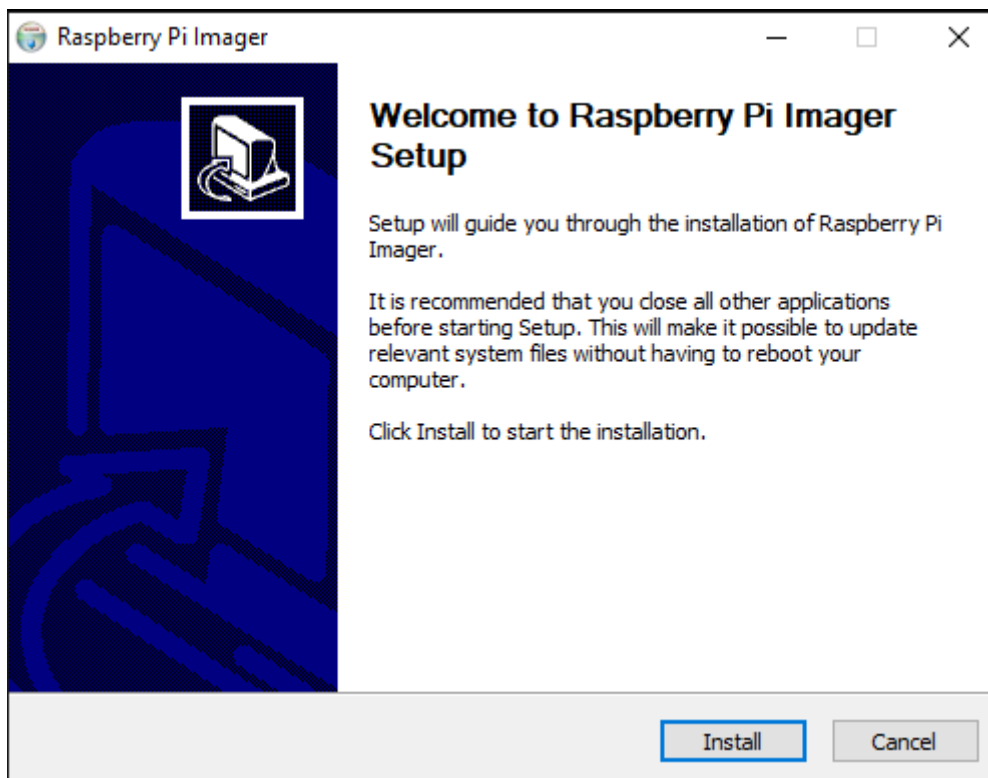 Raspberry Pi Imager
Welcome to Raspberry Pi Imager
Setup
Setup will guide you through the installation of Raspberry Pi
Imager.
It is recommended that you close all other applications
before starting Setup. This will make it possible to update
relevant system files without having to reboot your
computer.
Click Install to start the installation.
Install
Cancel